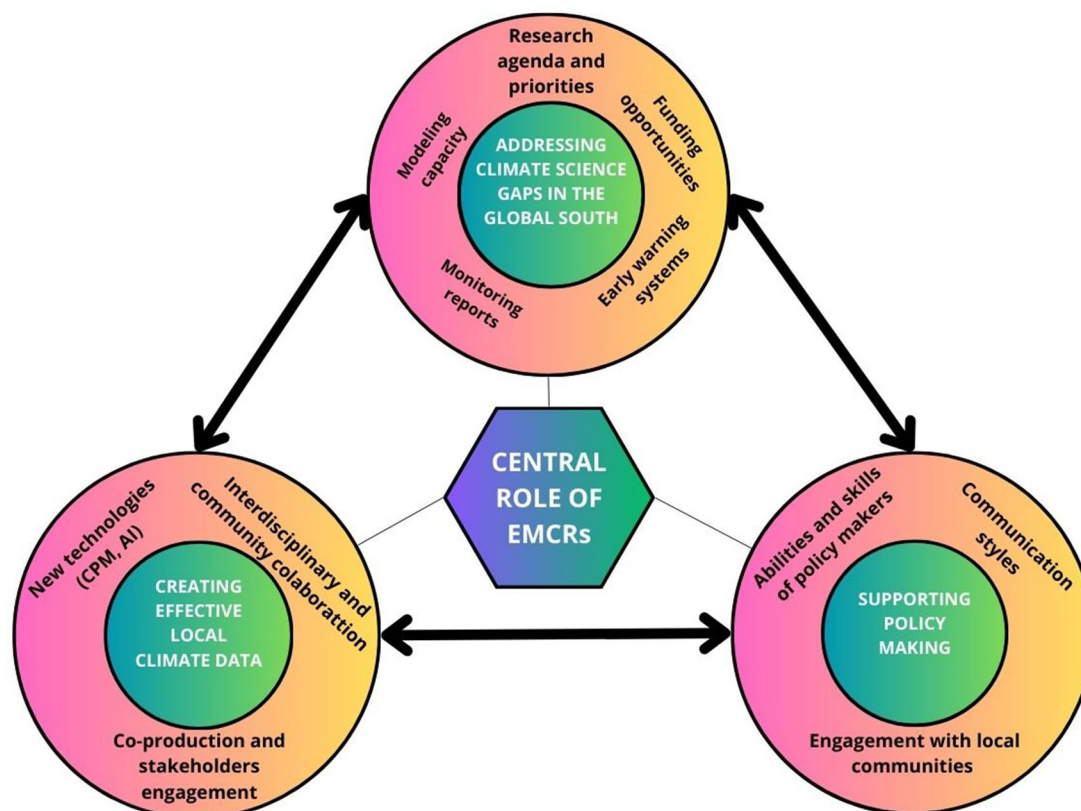 Research
agenda and
priorities
Funding
opportunities
Modeling
capacity
ADDRESSING
CLIMATE SCIENCE
GAPS IN THE
GLOBAL SOUTH
Early warning
systems
Monitoring
reports
CENTRAL
ROLE OF
EMCRs
New technologies
(CPM, AI)
Interdisciplinary and
community colaborattion
CREATING
EFFECTIVE
LOCAL
CLIMATE DATA
Co-production and
stakeholders
engagement
Abilities and skills
of policy makers
Communication
styles
SUPPORTING
POLICY
MAKING
Engagement with local
communities